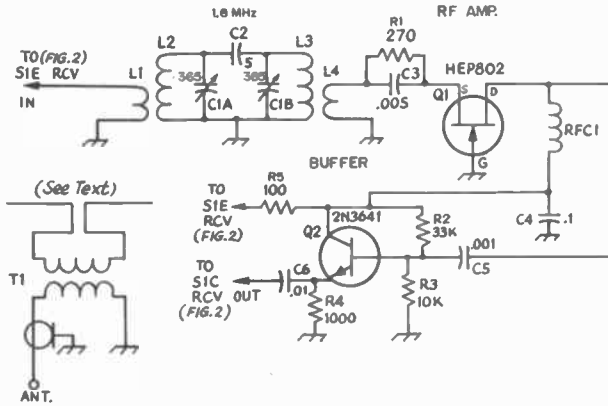 1.8 MHz
RF AMP.
TO (FIG. 2)
S1E RCV
IN
L1
L2
C2
5
L3
L4
365
C1A
365
C1B
R1
270
C3
.005
HEP802
Q1
S
D
G
RFC1
C4
.1
BUFFER
(See Text)
T1
ANT.
TO
S1E
RCV
(FIG. 2)
R5
100
2N3641
Q2
R2
33K
.001
C5
TO
S1C
RCV OUT
(FIG. 2)
C6
.01
R4
1000
R3
10K